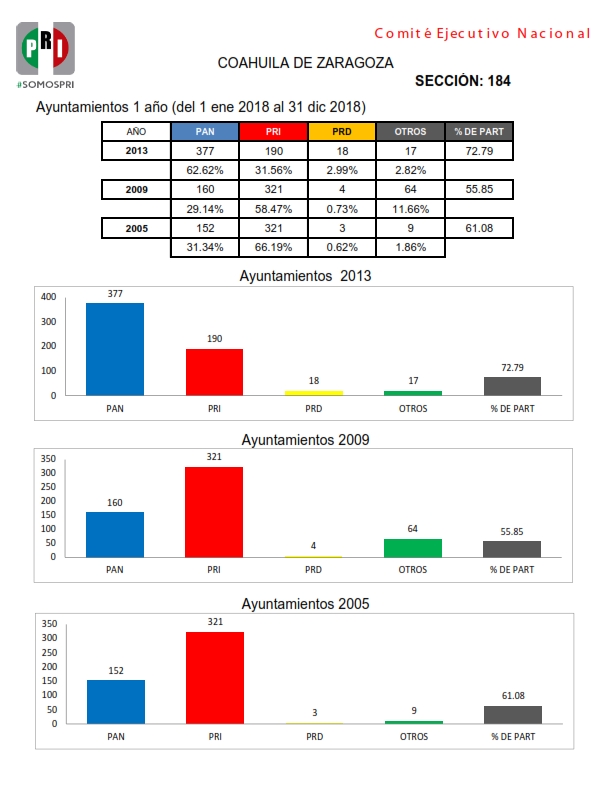 Comité Ejecutivo Nacional
PRI
#SOMOSPRI
COAHUILA DE ZARAGOZA
SECCIÓN: 184
Ayuntamientos 1 año (del 1 ene 2018 al 31 dic 2018)
AÑO PAN PRI PRD OTROS % DE PART
2013 377 190 18 17 72.79
62.62% 31.56% 2.99% 2.82%
2009 160 321 4 64 55.85
29.14% 58.47% 0.73% 11.66%
2005 152 321 3 9 61.08
31.34% 66.19% 0.62% 1.86%
Ayuntamientos 2013
400
300
200
100
0
377 190 18 17 72.79
PAN PRI PRD OTROS % DE PART
Ayuntamientos 2009
350
300
250
200
150
100
50
0
160 321 4 64 55.85
PAN PRI PRD OTROS % DE PART
Ayuntamientos 2005
350
300
250
200
150
100
50
0
152 321 3 9 61.08
PAN PRI PRD OTROS % DE PART